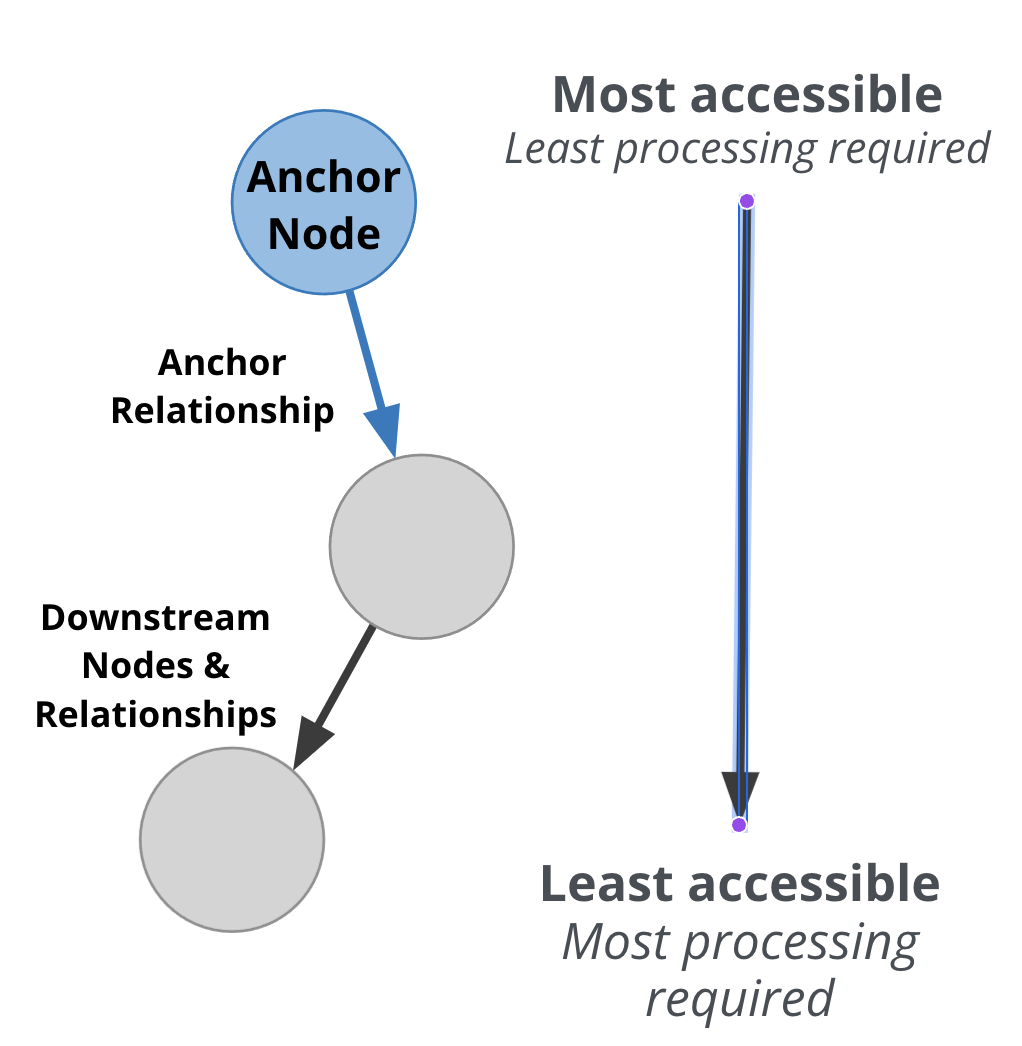 Most accessible
Least processing required
Anchor
Node
Anchor
Relationship
Downstream
Nodes &
Relationships
Least accessible
Most processing
required